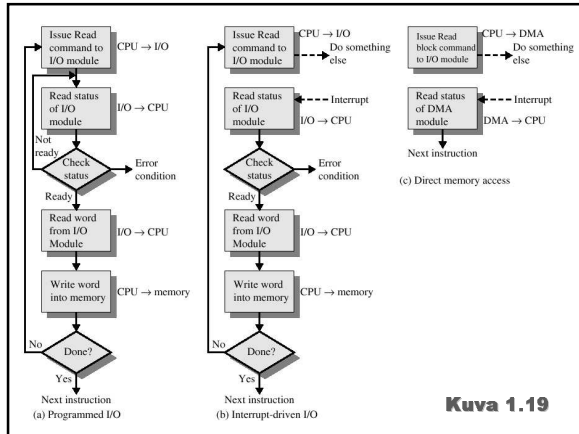 Issue Read
command to
I/O module
CPU → I/O
Read status
of I/O
module
I/O → CPU
Not
ready
Check
status
Error
condition
Ready
Read word
from I/O
Module
I/O → CPU
Write word
into memory
CPU → memory
No
Done?
Yes
Next instruction
(a) Programmed I/O
Issue Read
command to
I/O module
CPU → I/O
Do something
else
Read status
of I/O
module
Interrupt
I/O → CPU
Check
status
Error
condition
Ready
Read word
from I/O
Module
I/O → CPU
Write word
into memory
CPU → memory
No
Done?
Yes
Next instruction
(b) Interrupt-driven I/O
Issue Read
block command
to I/O module
CPU → DMA
Do something
else
Read status
of DMA
module
Interrupt
DMA → CPU
Next instruction
(c) Direct memory access
Kuva 1.19